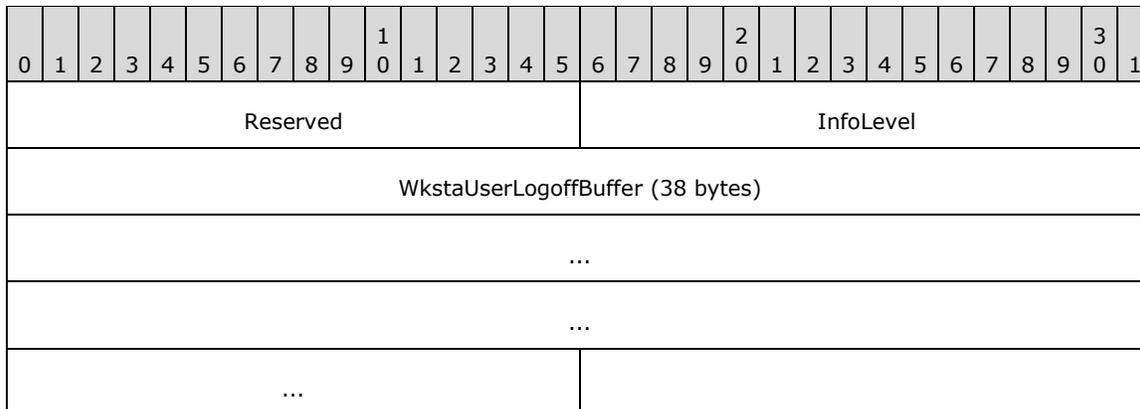 1 2 3
0 1 2 3 4 5 6 7 8 9 0 1 2 3 4 5 6 7 8 9 0 1 2 3 4 5 6 7 8 9 0 1
Reserved InfoLevel
WkstaUserLogoffBuffer (38 bytes)
...
...
...